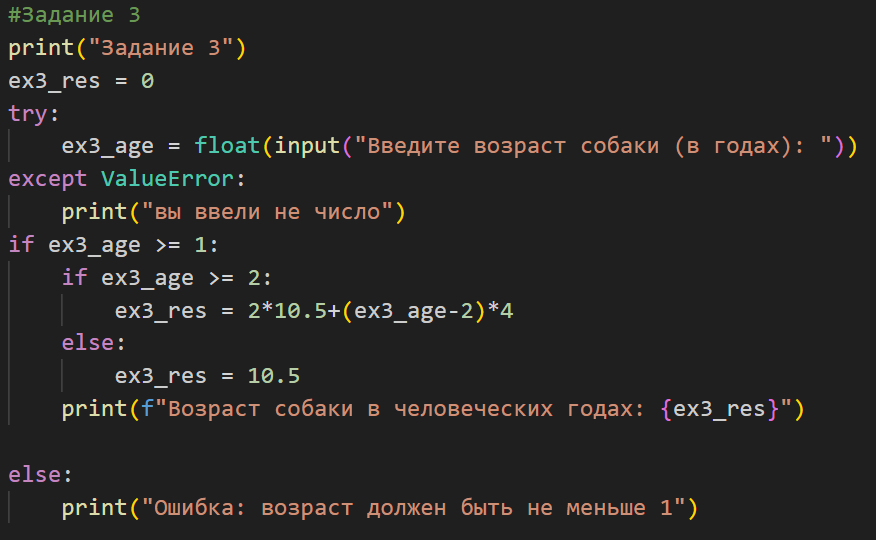 #Задание 3
print("Задание 3")
ex3_res = 0
try:
    ex3_age = float(input("Введите возраст собаки (в годах): "))
except ValueError:
    print("вы ввели не число")
if ex3_age >= 1:
    if ex3_age >= 2:
        ex3_res = 2*10.5+(ex3_age-2)*4
    else:
        ex3_res = 10.5
    print(f"Возраст собаки в человеческих годах: {ex3_res}")
else:
    print("Ошибка: возраст должен быть не меньше 1")